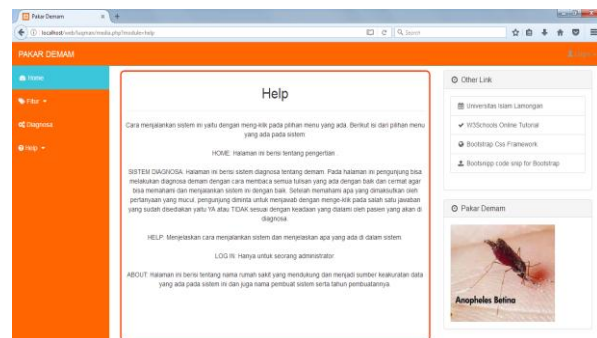 Pakar Demam
localhost/web/luqman/media.php?module=help
Search
PAKAR DEMAM
Home
Fitur
Diagnosa
Help
Help
Cara menjalankan sistem ini yaitu dengan meng-klik pada pilihan menu yang ada. Berikut isi dari pilihan menu
yang ada pada sistem
HOME: Halaman ini berisi tentang pengertian.
SISTEM DIAGNOSA: Halaman ini berisi sistem diagnosa tentang demam. Pada halaman ini pengunjung bisa
melakukan diagnosa demam dengan cara membaca semua tulisan yang ada dengan baik dan cermat agar
bisa memahami dan menjalankan sistem ini dengan baik. Setelah memahami apa yang dimaksutkan oleh
pertanyaan yang mucul, pengunjung diminta untuk menjawab dengan menge-klik pada salah satu jawaban
yang sudah disediakan yaitu YA atau TIDAK sesuai dengan keadaan yang dialami oleh pasien yang akan di
diagnosa.
HELP: Menjelaskan cara menjalankan sistem dan menjelaskan apa yang ada di dalam sistem.
LOG IN: Hanya untuk seorang administrator
ABOUT: Halaman ini berisi tentang nama rumah sakit yang mendukung dan menjadi sumber keakuratan data
yang ada pada sistem ini dan juga nama pembuat sistem serta tahun pembuatannya
Other Link
Universitas Islam Lamongan
W3Schools Online Tutorial
Bootstrap Css Framework
Bootsnipp code snip for Bootstrap
Pakar Demam
Anopheles Betina